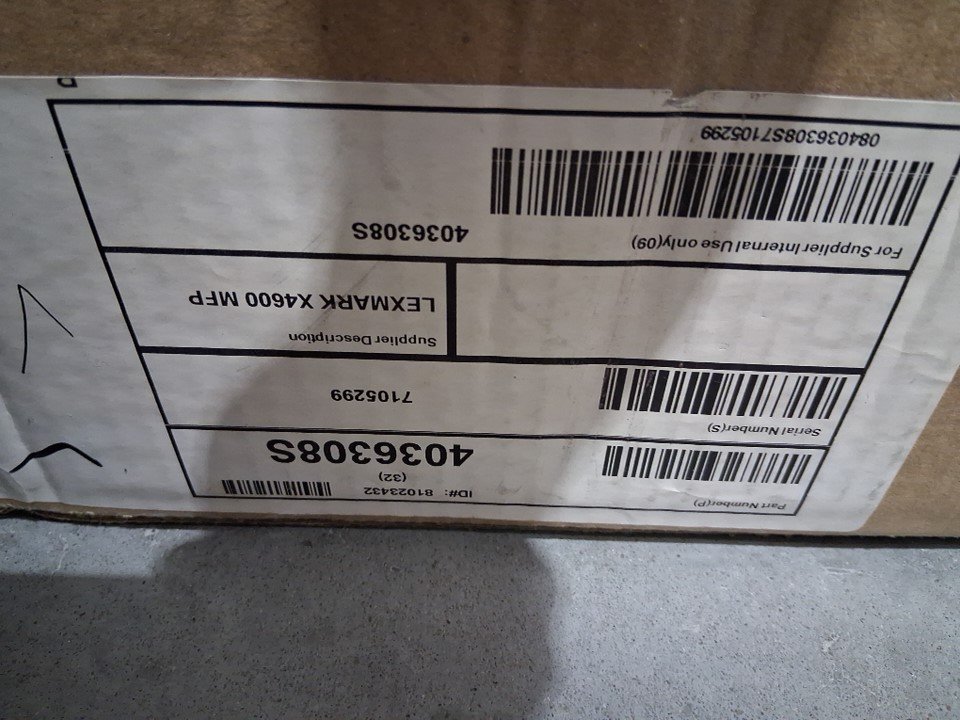 Part Number(P)
ID#: 81023432
(32)
4036308S
Serial Number(S)
7105299
Supplier Description
LEXMARK X4600 MFP
For Supplier Internal Use only(09)
4036308S
084036308S7105299